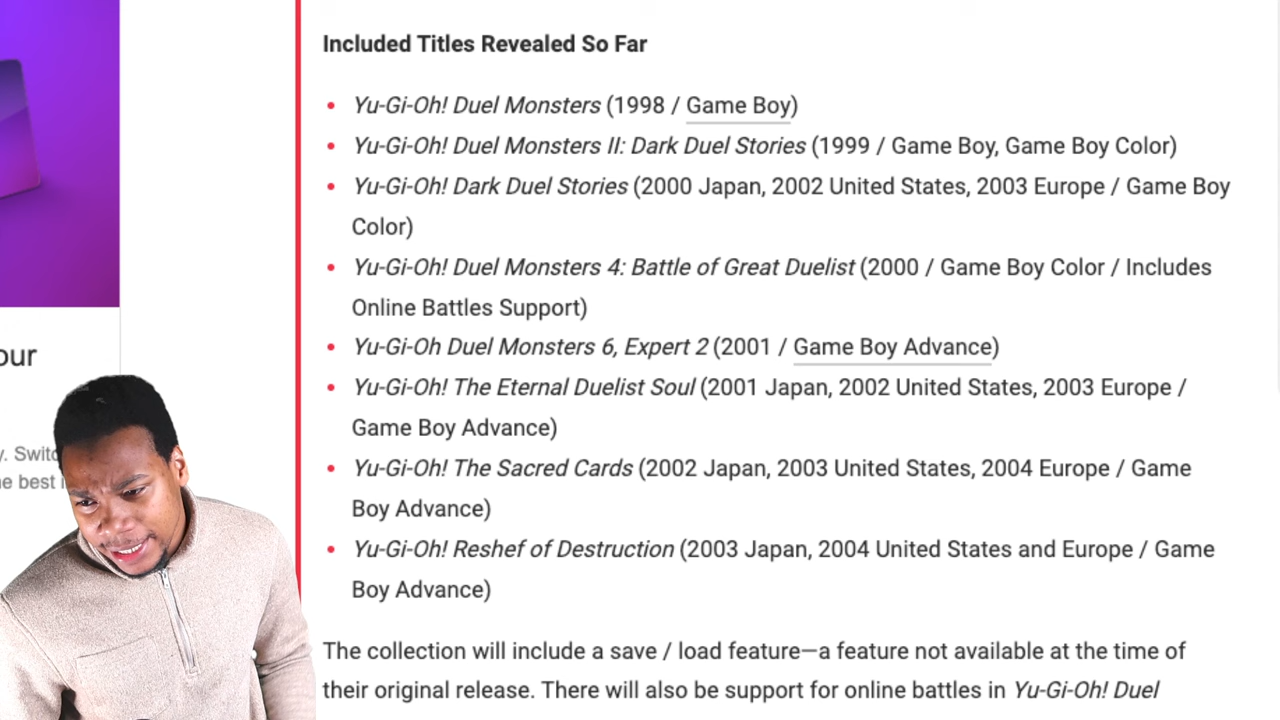 Included Titles Revealed So Far
Yu-Gi-Oh! Duel Monsters (1998 / Game Boy)
Yu-Gi-Oh! Duel Monsters II: Dark Duel Stories (1999 / Game Boy, Game Boy Color)
Yu-Gi-Oh! Dark Duel Stories (2000 Japan, 2002 United States, 2003 Europe / Game Boy
Color)
Yu-Gi-Oh! Duel Monsters 4: Battle of Great Duelist (2000 / Game Boy Color / Includes
Online Battles Support)
Yu-Gi-Oh Duel Monsters 6, Expert 2 (2001 / Game Boy Advance)
Yu-Gi-Oh! The Eternal Duelist Soul (2001 Japan, 2002 United States, 2003 Europe /
Game Boy Advance)
Yu-Gi-Oh! The Sacred Cards (2002 Japan, 2003 United States, 2004 Europe / Game
Boy Advance)
Yu-Gi-Oh! Reshef of Destruction (2003 Japan, 2004 United States and Europe / Game
Boy Advance)
The collection will include a save / load feature—a feature not available at the time of
their original release. There will also be support for online battles in Yu-Gi-Oh! Duel
best